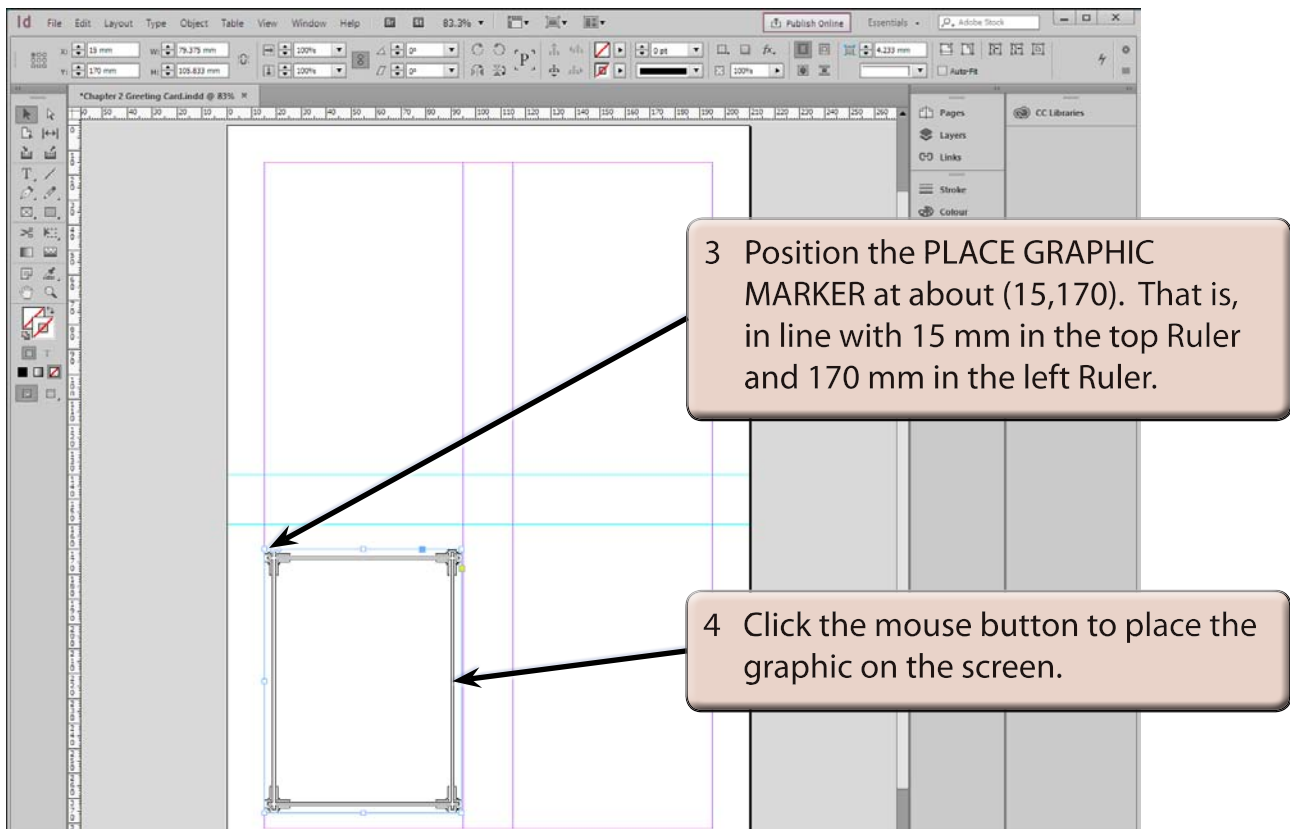 Id File Edit Layout Type Object Table View Window Help 83.3%
Publish Online Essentials Adobe Stock
X: 15 mm W: 79.375 mm 100% 0° P 0 pt fx. 4.233 mm
Y: 170 mm H: 105.833 mm 100% 0° 100% Auto-Fit
*Chapter 2 Greeting Card.indd @ 83% ×
Pages
Layers
Links
Stroke
Colour
CC Libraries
3 Position the PLACE GRAPHIC
MARKER at about (15,170). That is,
in line with 15 mm in the top Ruler
and 170 mm in the left Ruler.
4 Click the mouse button to place the
graphic on the screen.